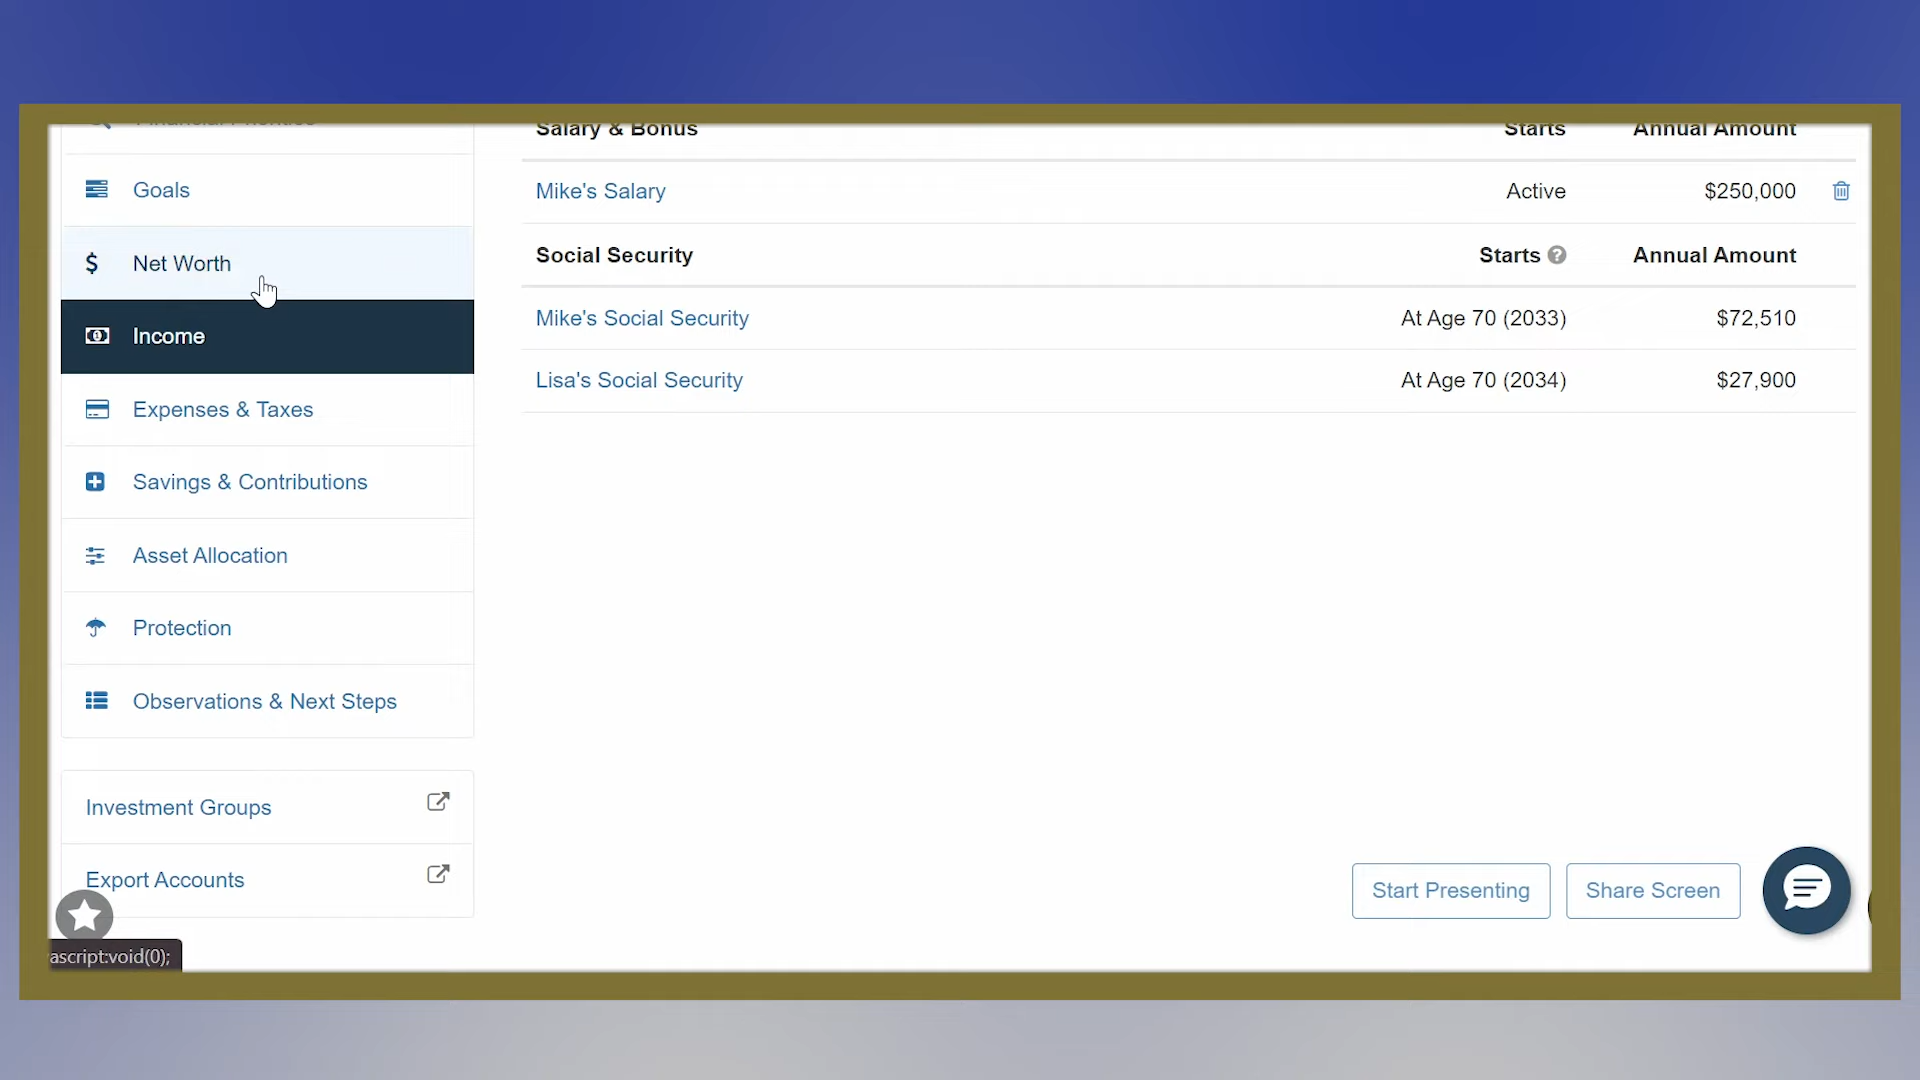 Financial Priorities
Salary & Bonus Starts Annual Amount
Goals
Mike's Salary Active $250,000
Net Worth
Social Security Starts ? Annual Amount
Income
Mike's Social Security At Age 70 (2033) $72,510
Lisa's Social Security At Age 70 (2034) $27,900
Expenses & Taxes
Savings & Contributions
Asset Allocation
Protection
Observations & Next Steps
Investment Groups
Export Accounts
Start Presenting Share Screen
ascript:void(0);